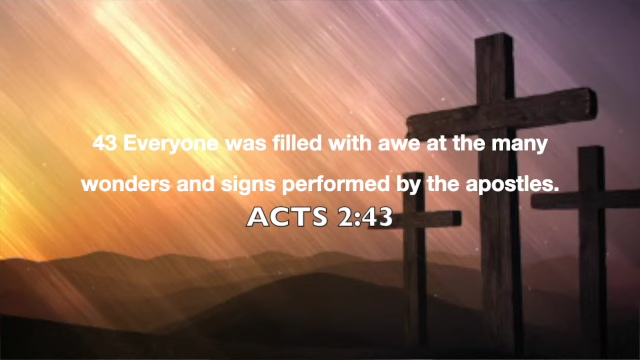 43 Everyone was filled with awe at the many
wonders and signs performed by the apostles.
ACTS 2:43